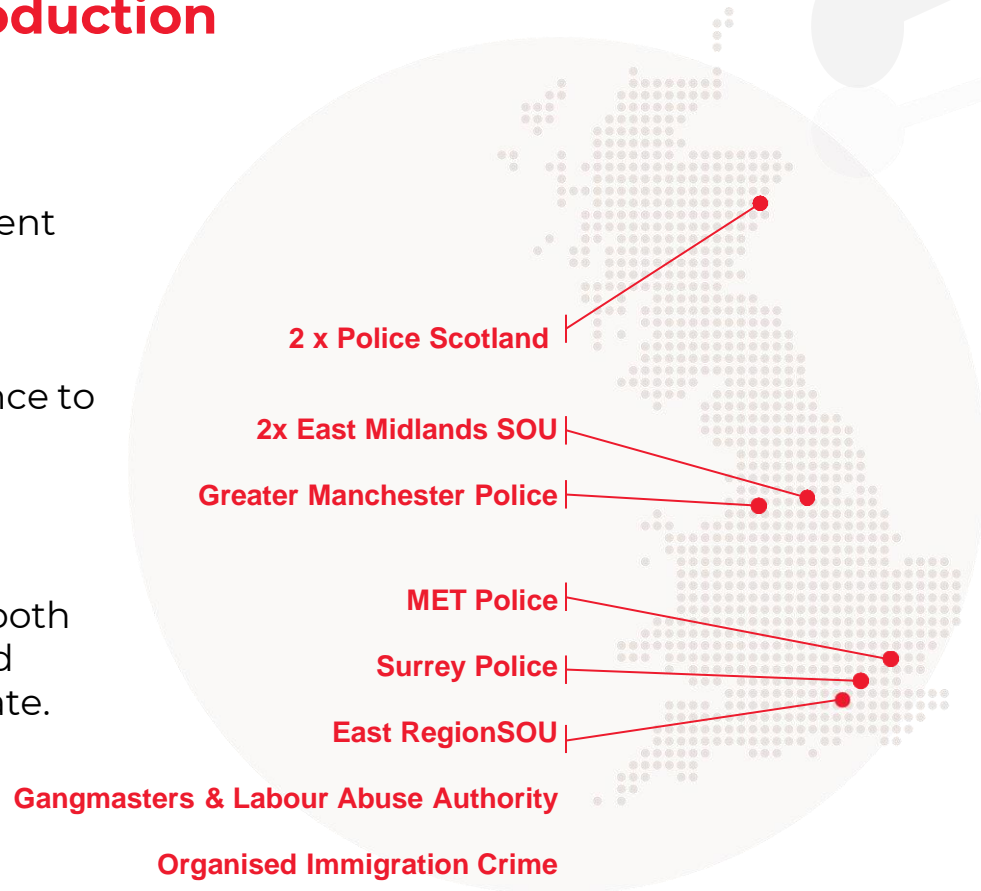 oduction
ent
nce to
both
d
te.
2 x Police Scotland
2x East Midlands SOU
Greater Manchester Police
MET Police
Surrey Police
East RegionSOU
Gangmasters & Labour Abuse Authority
Organised Immigration Crime